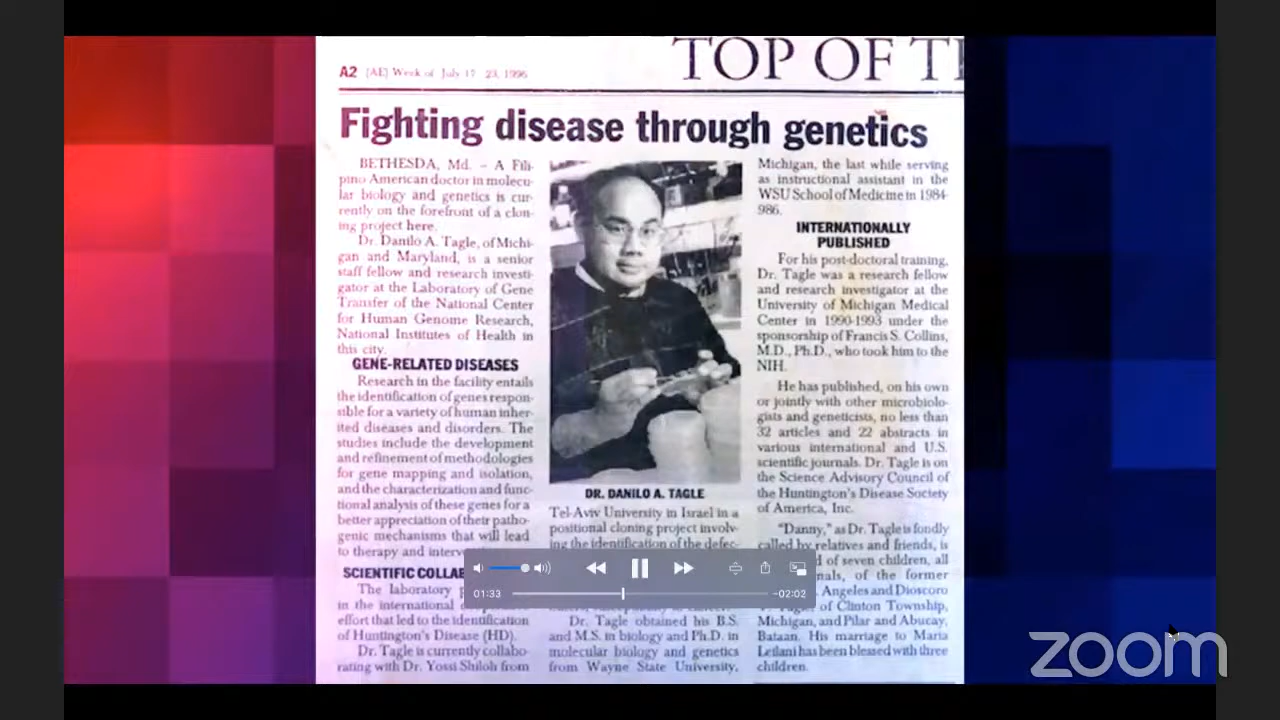 TOP OF T
A2 (AE) Week of July 17 23, 1996
Fighting disease through genetics
BETHESDA, Md. – A Fili-
pino American doctor in molecu-
lar biology and genetics is cur-
rently on the forefront of a clon-
ing project here.
Dr. Danilo A. Tagle, of Michi-
gan and Maryland, is a senior
staff fellow and research investi-
gator at the Laboratory of Gene
Transfer of the National Center
for Human Genome Research,
National Institutes of Health in
this city.
GENE-RELATED DISEASES
Research in the facility entails
the identification of genes respon-
sible for a variety of human inher-
ited diseases and disorders. The
studies include the development
and refinement of methodologies
for gene mapping and isolation,
and the characterization and func-
tional analysis of these genes for a
better appreciation of their patho-
genic mechanisms that will lead
to therapy and interv
SCIENTIFIC COLLAB
The laboratory
in the international
effort that led to the identification
of Huntington's Disease (HD).
Dr. Tagle is currently collabo-
rating with Dr. Yossi Shiloh from
DR. DANILO A. TAGLE
Tel-Aviv University in Israel in a
positional cloning project involv-
ing the identification of the defec-
Dr. Tagle obtained his B.S.
and M.S. in biology and Ph.D. in
molecular biology and genetics
from Wayne State University,
Michigan, the last while serving
as instructional assistant in the
WSU School of Medicine in 1984-
986.
INTERNATIONALLY
PUBLISHED
For his post-doctoral training,
Dr. Tagle was a research fellow
and research investigator at the
University of Michigan Medical
Center in 1990-1993 under the
sponsorship of Francis S. Collins,
M.D., Ph.D., who took him to the
NIH.
He has published, on his own
or jointly with other microbiolo-
gists and geneticists, no less than
32 articles and 22 abstracts in
various international and U.S.
scientific journals. Dr. Tagle is on
the Science Advisory Council of
the Huntington's Disease Society
of America, Inc.
"Danny," as Dr. Tagle is fondly
called by relatives and friends, is
d of seven children, all
nals, of the former
Angeles and Dioscoro
of Clinton Township,
Michigan, and Pilar and Abucay,
Bataan. His marriage to Maria
Leilani has been blessed with three
children.
01:33
-02:02
zoom